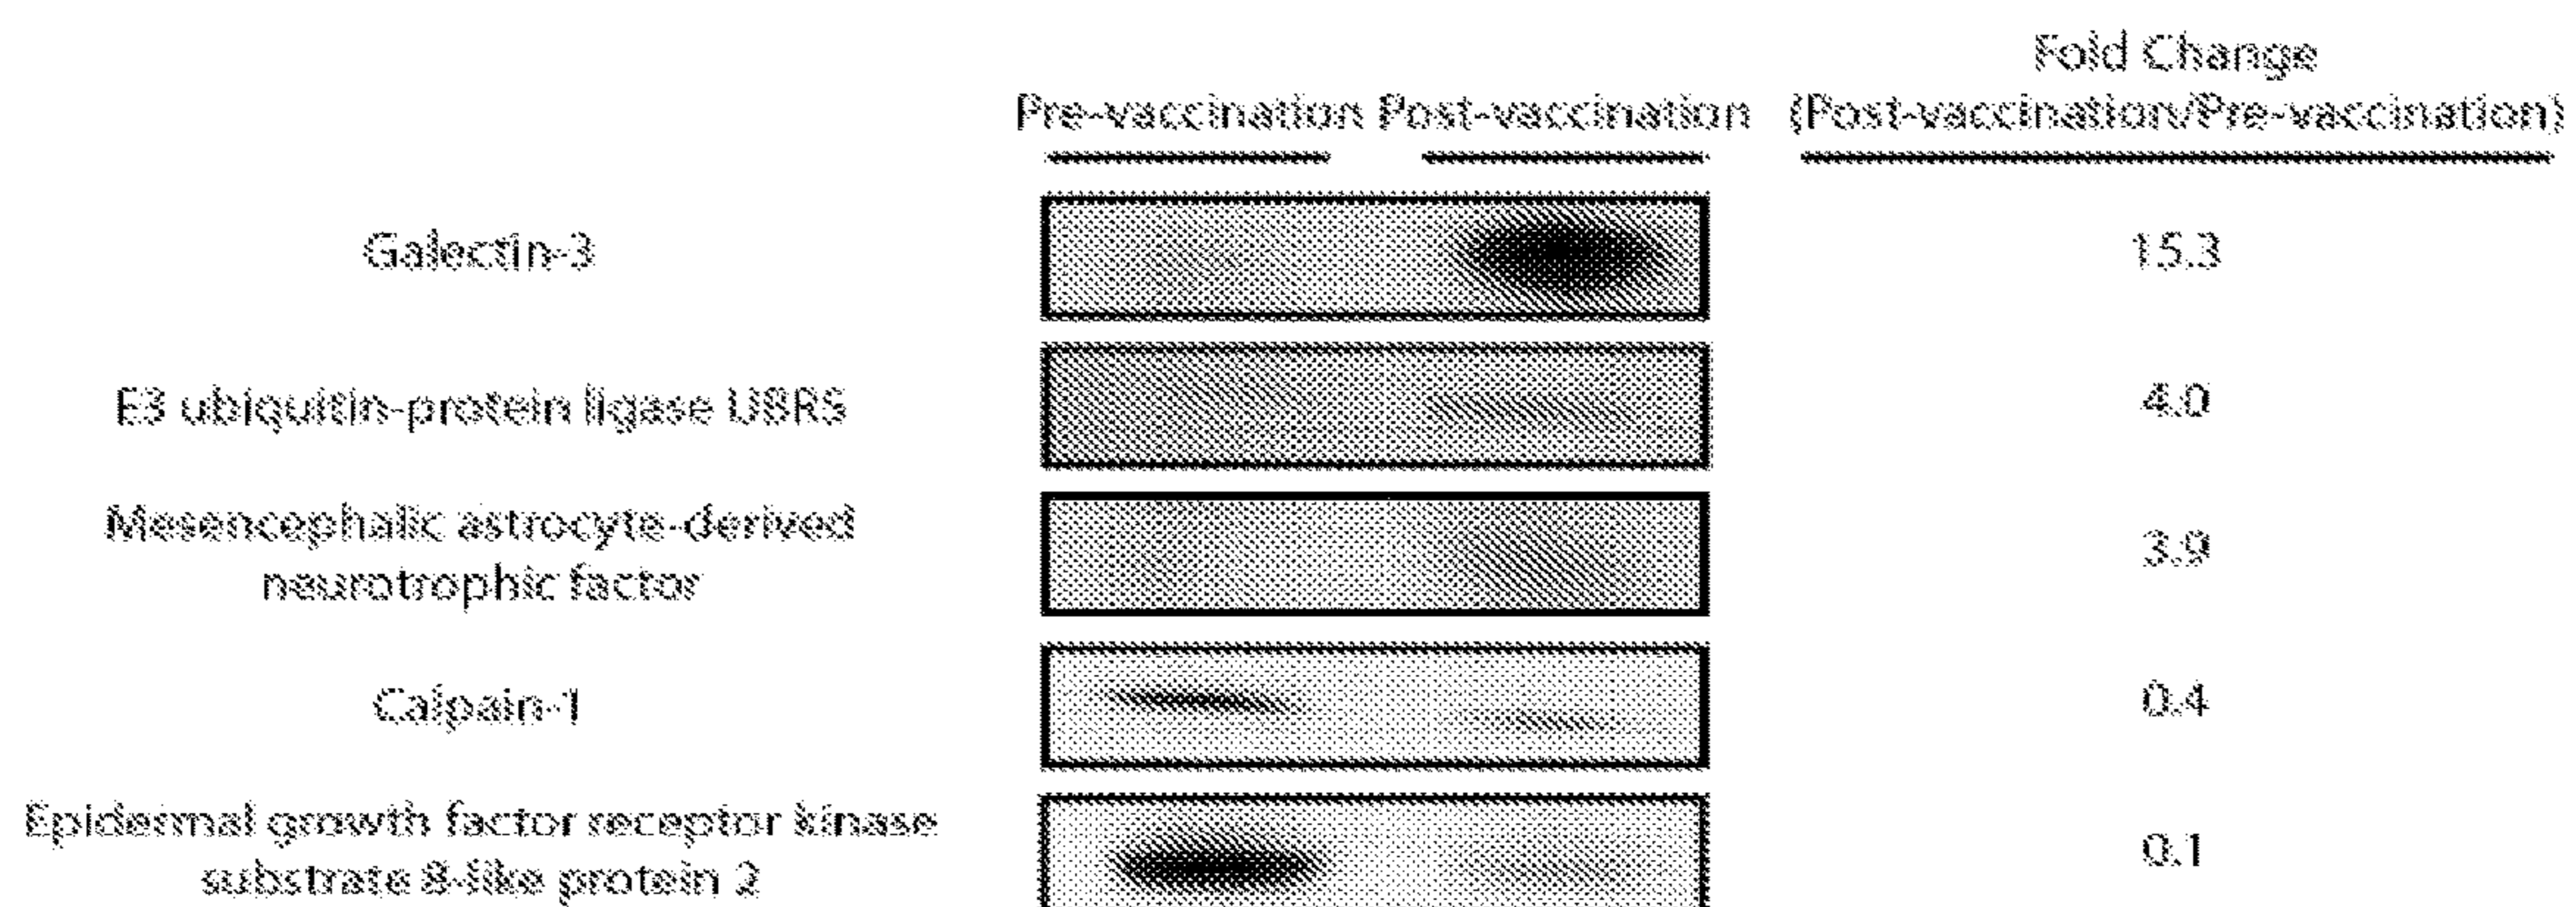 Fold Change
Pre-vaccination Post-vaccination (Post-vaccination/Pre-vaccination)
Galectin-3 15.3
E3 ubiquitin-protein ligase UBR5 4.0
Mesencephalic astrocyte-derived
neurotrophic factor 3.9
Calpain-1 0.4
Epidermal growth factor receptor kinase
substrate 8-like protein 2 0.1